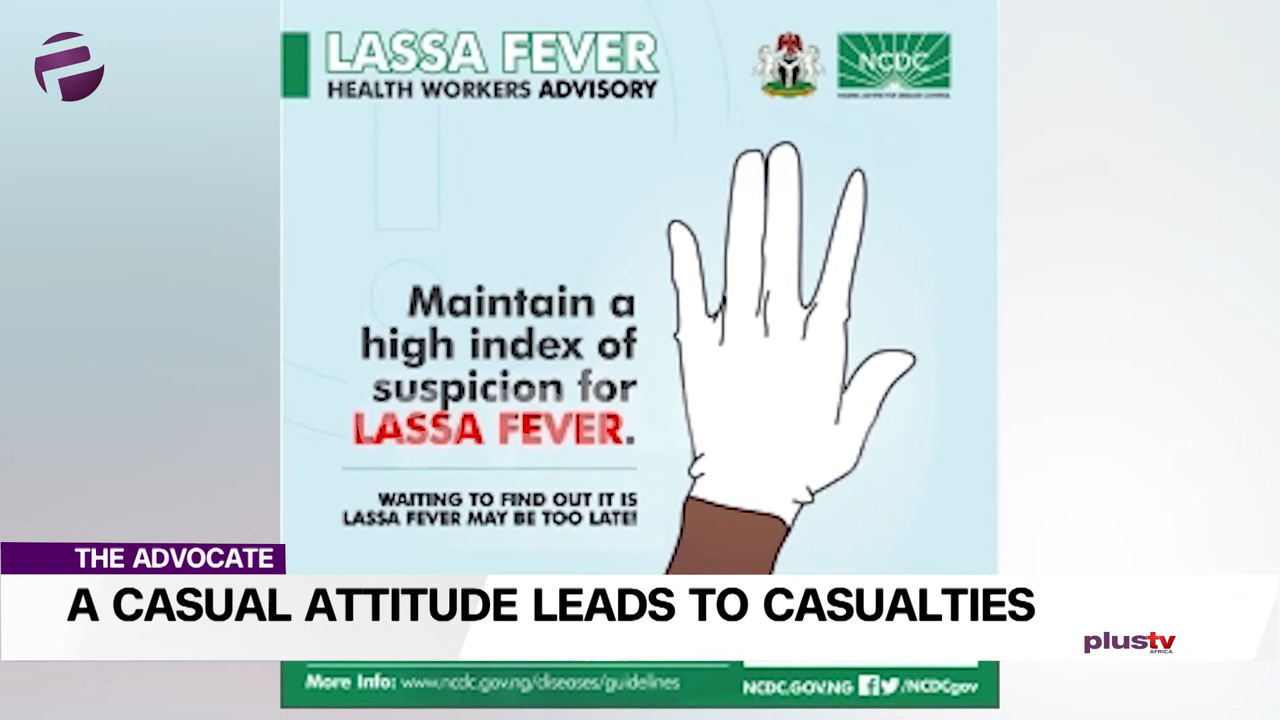 LASSA FEVER
HEALTH WORKERS ADVISORY
NCDC
Maintain a
high index of
suspicion for
LASSA FEVER.
WAITING TO FIND OUT IT IS
LASSA FEVER MAY BE TOO LATE!
THE ADVOCATE
A CASUAL ATTITUDE LEADS TO CASUALTIES
plustv
AFRICA
More Info: www.ncdc.gov.ng/diseases/guidelines
NCDC.GOV.NG /NCDCgov